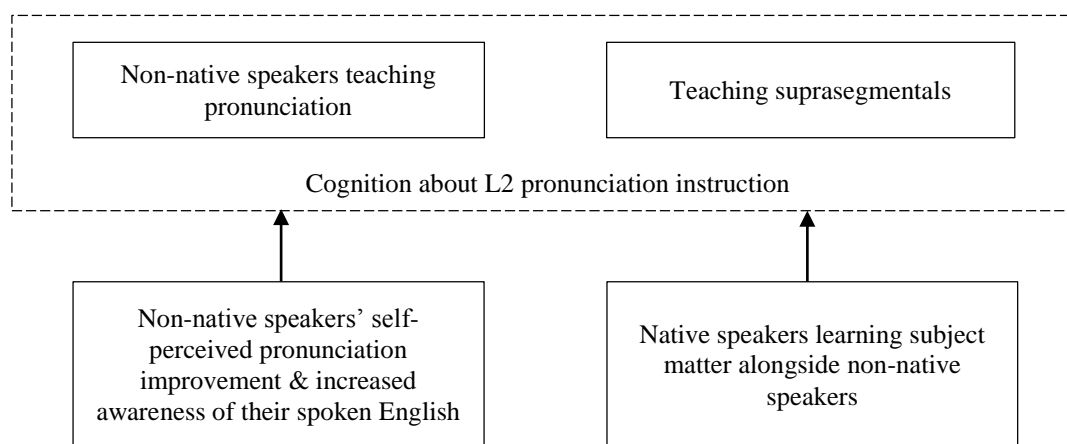 Non-native speakers teaching
pronunciation
Teaching suprasegmentals
Cognition about L2 pronunciation instruction
Non-native speakers’ self-
perceived pronunciation
improvement & increased
awareness of their spoken English
Native speakers learning subject
matter alongside non-native
speakers